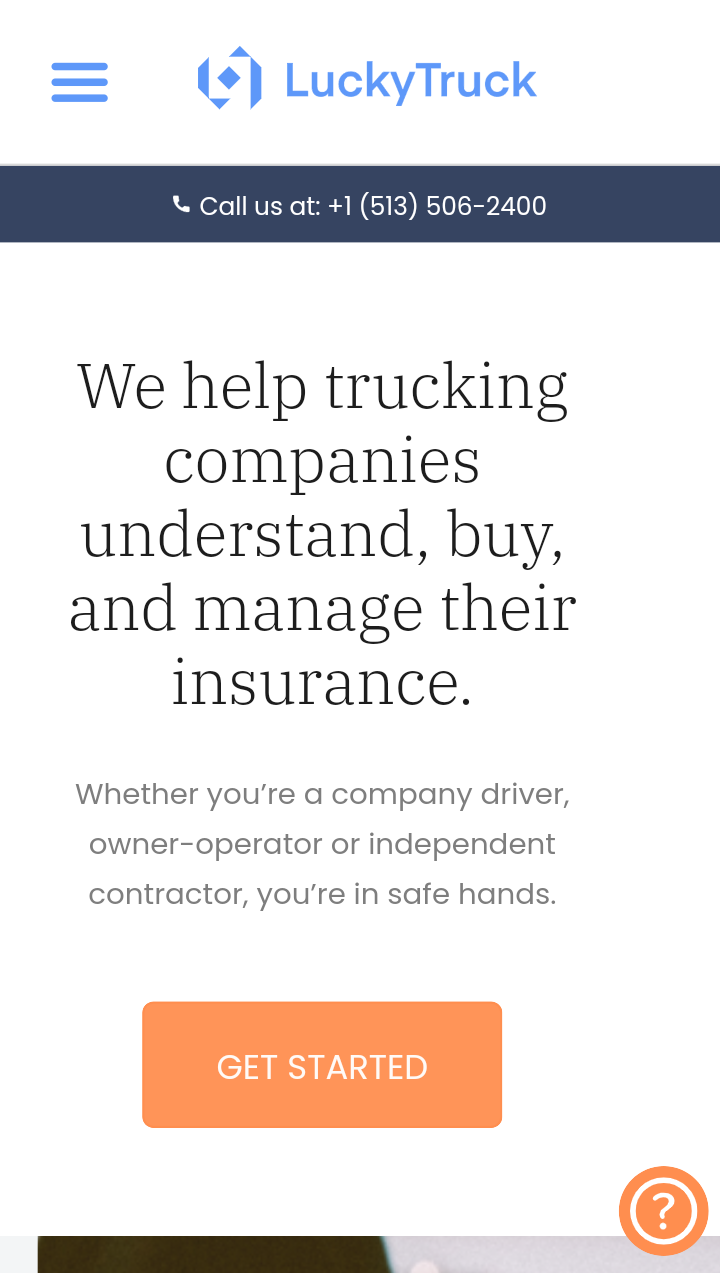 LuckyTruck
Call us at: +1 (513) 506-2400
We help trucking
companies
understand, buy,
and manage their
insurance.
Whether you’re a company driver,
owner-operator or independent
contractor, you’re in safe hands.
GET STARTED
?